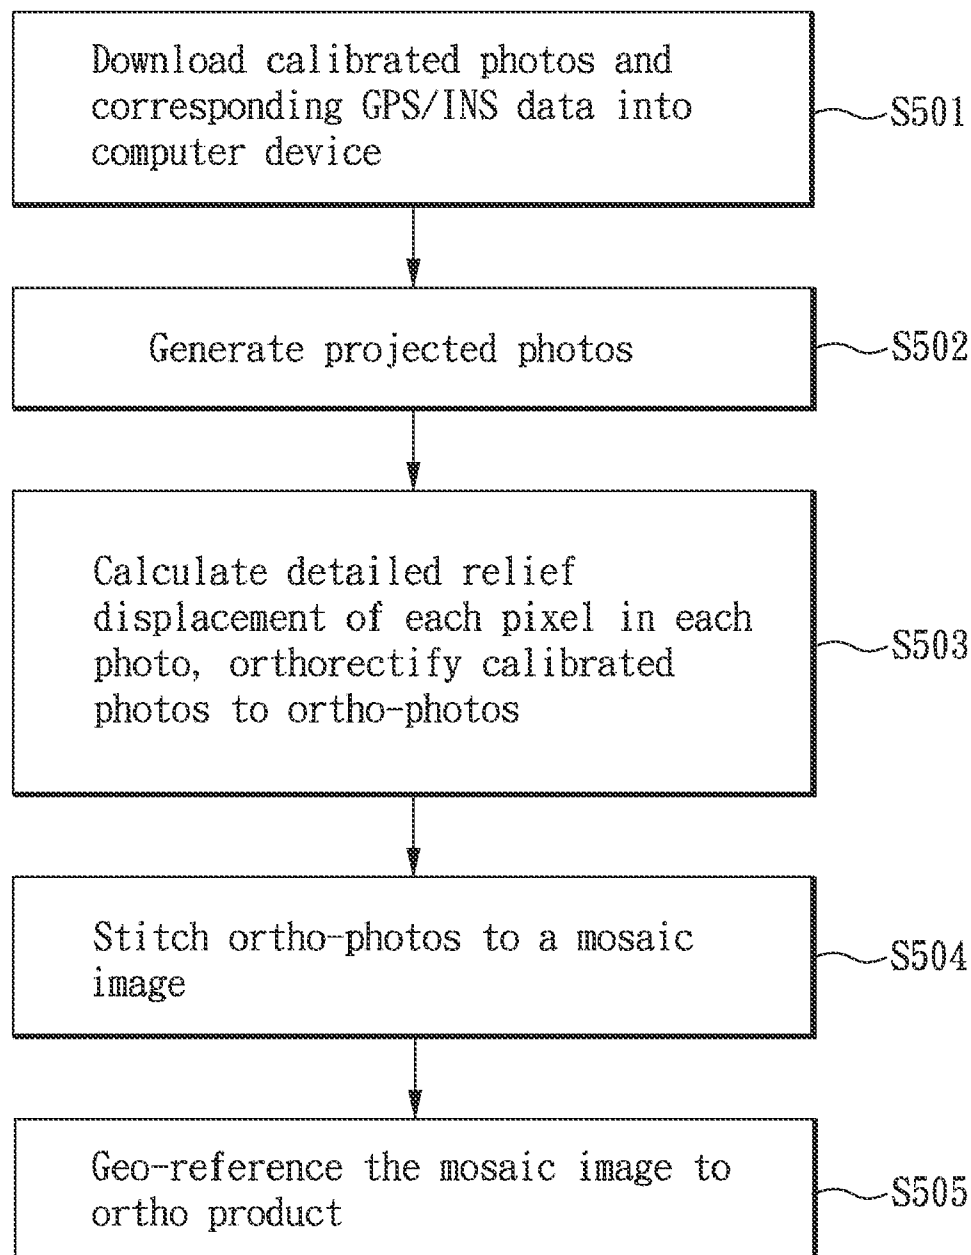 Download calibrated photos and
corresponding GPS/INS data into
computer device
S501
Generate projected photos
S502
Calculate detailed relief
displacement of each pixel in each
photo, orthorectify calibrated
photos to ortho-photos
S503
Stitch ortho-photos to a mosaic
image
S504
Geo-reference the mosaic image to
ortho product
S505